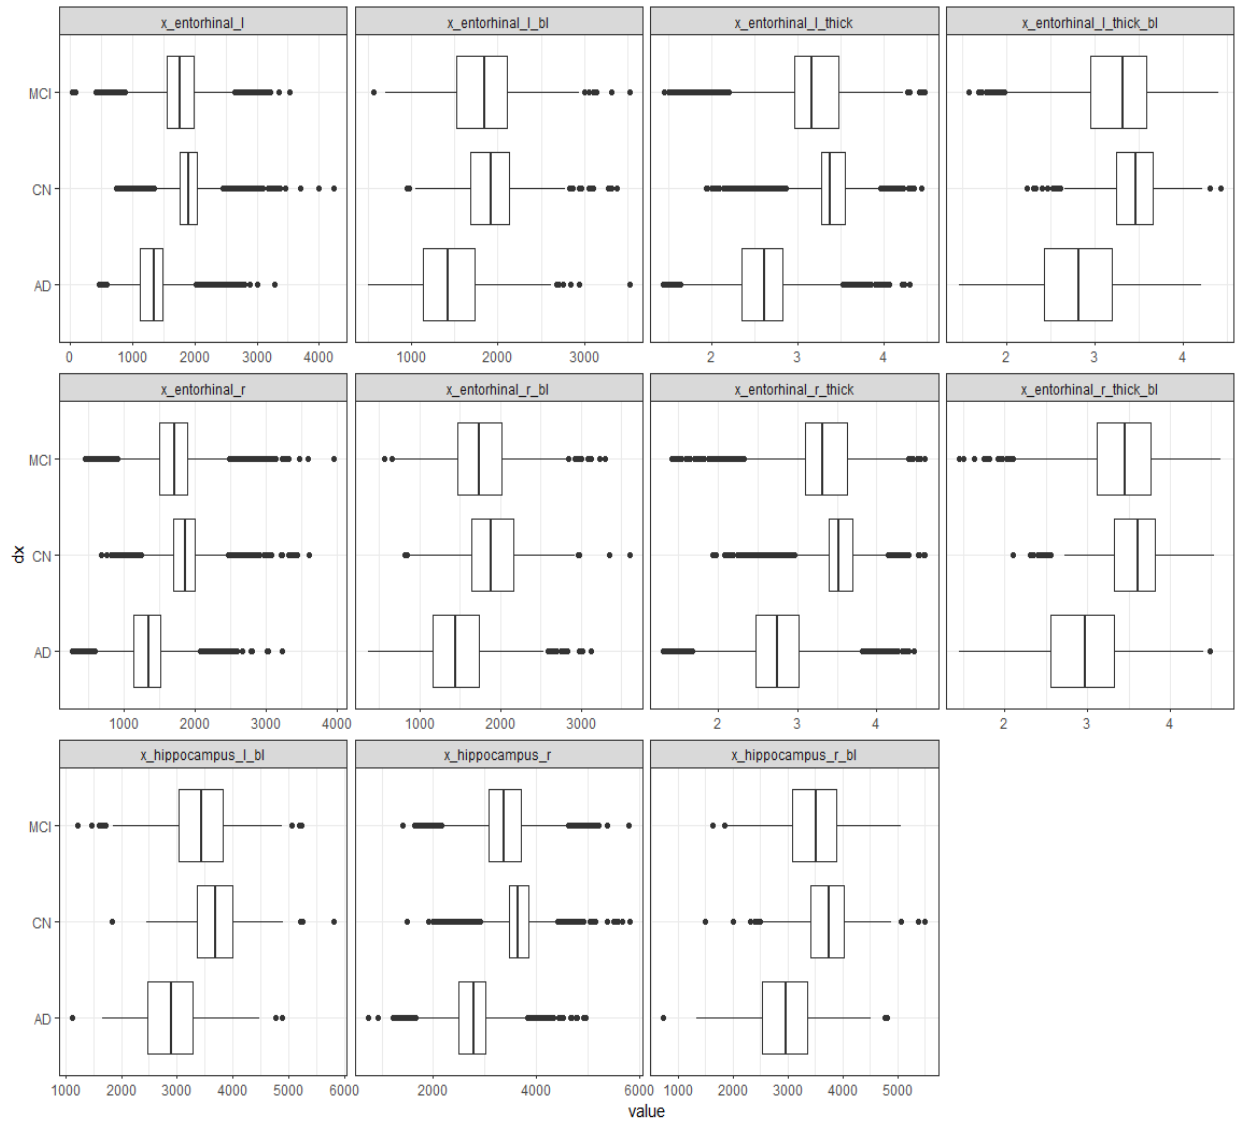 x_entorhinal_l x_entorhinal_l_bl x_entorhinal_l_thick x_entorhinal_l_thick_bl
MCI
CN
AD
0 1000 2000 3000 4000 1000 2000 3000 2 3 4 2 3 4
x_entorhinal_r x_entorhinal_r_bl x_entorhinal_r_thick x_entorhinal_r_thick_bl
MCI
dx
CN
AD
1000 2000 3000 4000 1000 2000 3000 2 3 4 2 3 4
x_hippocampus_l_bl x_hippocampus_r x_hippocampus_r_bl
MCI
CN
AD
1000 2000 3000 4000 5000 6000 2000 4000 6000 1000 2000 3000 4000 5000
value